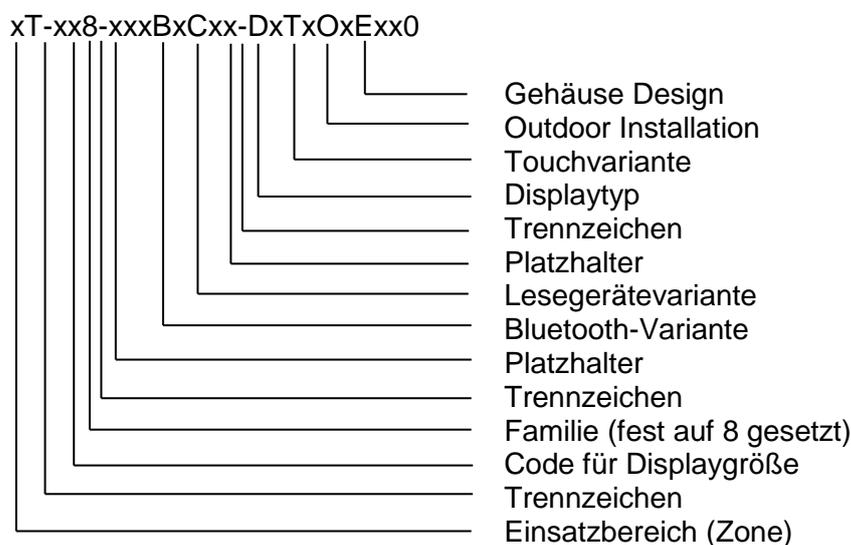 xT-xx8-xxxBxCxx-DxTxOxExx0
Gehäuse Design
Outdoor Installation
Touchvariante
Displaytyp
Trennzeichen
Platzhalter
Lesegerätevariante
Bluetooth-Variante
Platzhalter
Trennzeichen
Familie (fest auf 8 gesetzt)
Code für Displaygröße
Trennzeichen
Einsatzbereich (Zone)